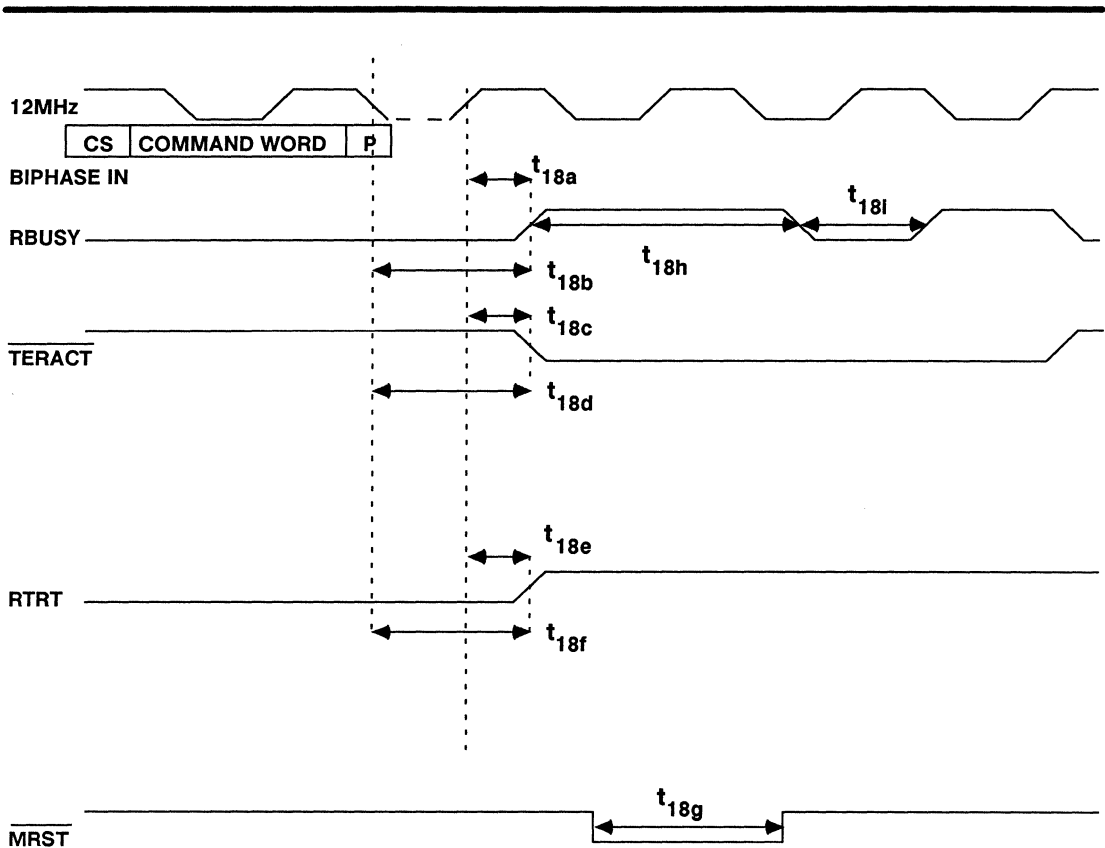 12MHz
CS COMMAND WORD P
BIPHASE IN
t18a
RBUSY
t18i
t18h
t18b
t18c
TERACT
t18d
t18e
RTRT
t18f
t18g
MRST